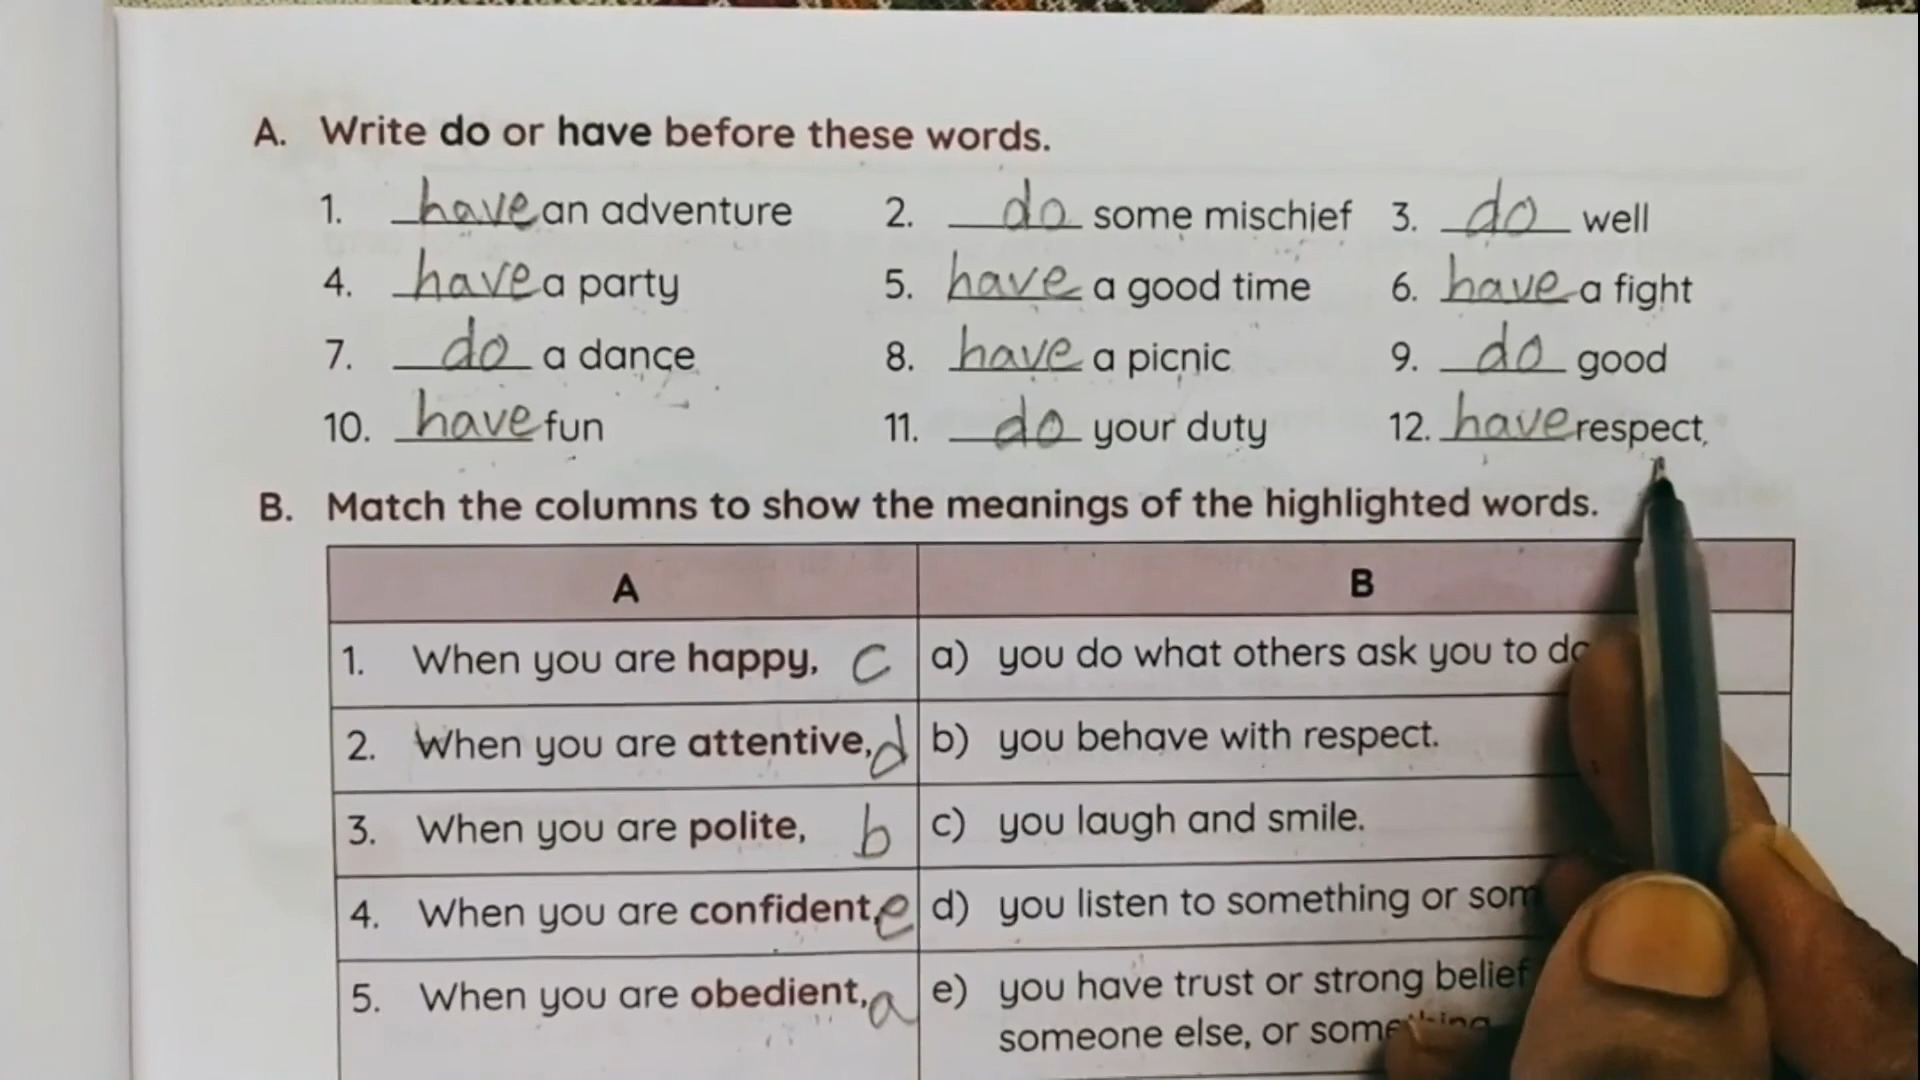 A. Write do or have before these words.
1. have an adventure 2. do some mischief 3. do well
4. have a party 5. have a good time 6. have a fight
7. do a dance 8. have a picnic 9. do good
10. have fun 11. do your duty 12. have respect
B. Match the columns to show the meanings of the highlighted words.
A B
1. When you are happy, c a) you do what others ask you to do
2. When you are attentive, d b) you behave with respect.
3. When you are polite, b c) you laugh and smile.
4. When you are confident, e d) you listen to something or
5. When you are obedient, a e) you have trust or strong belief
someone else, or something